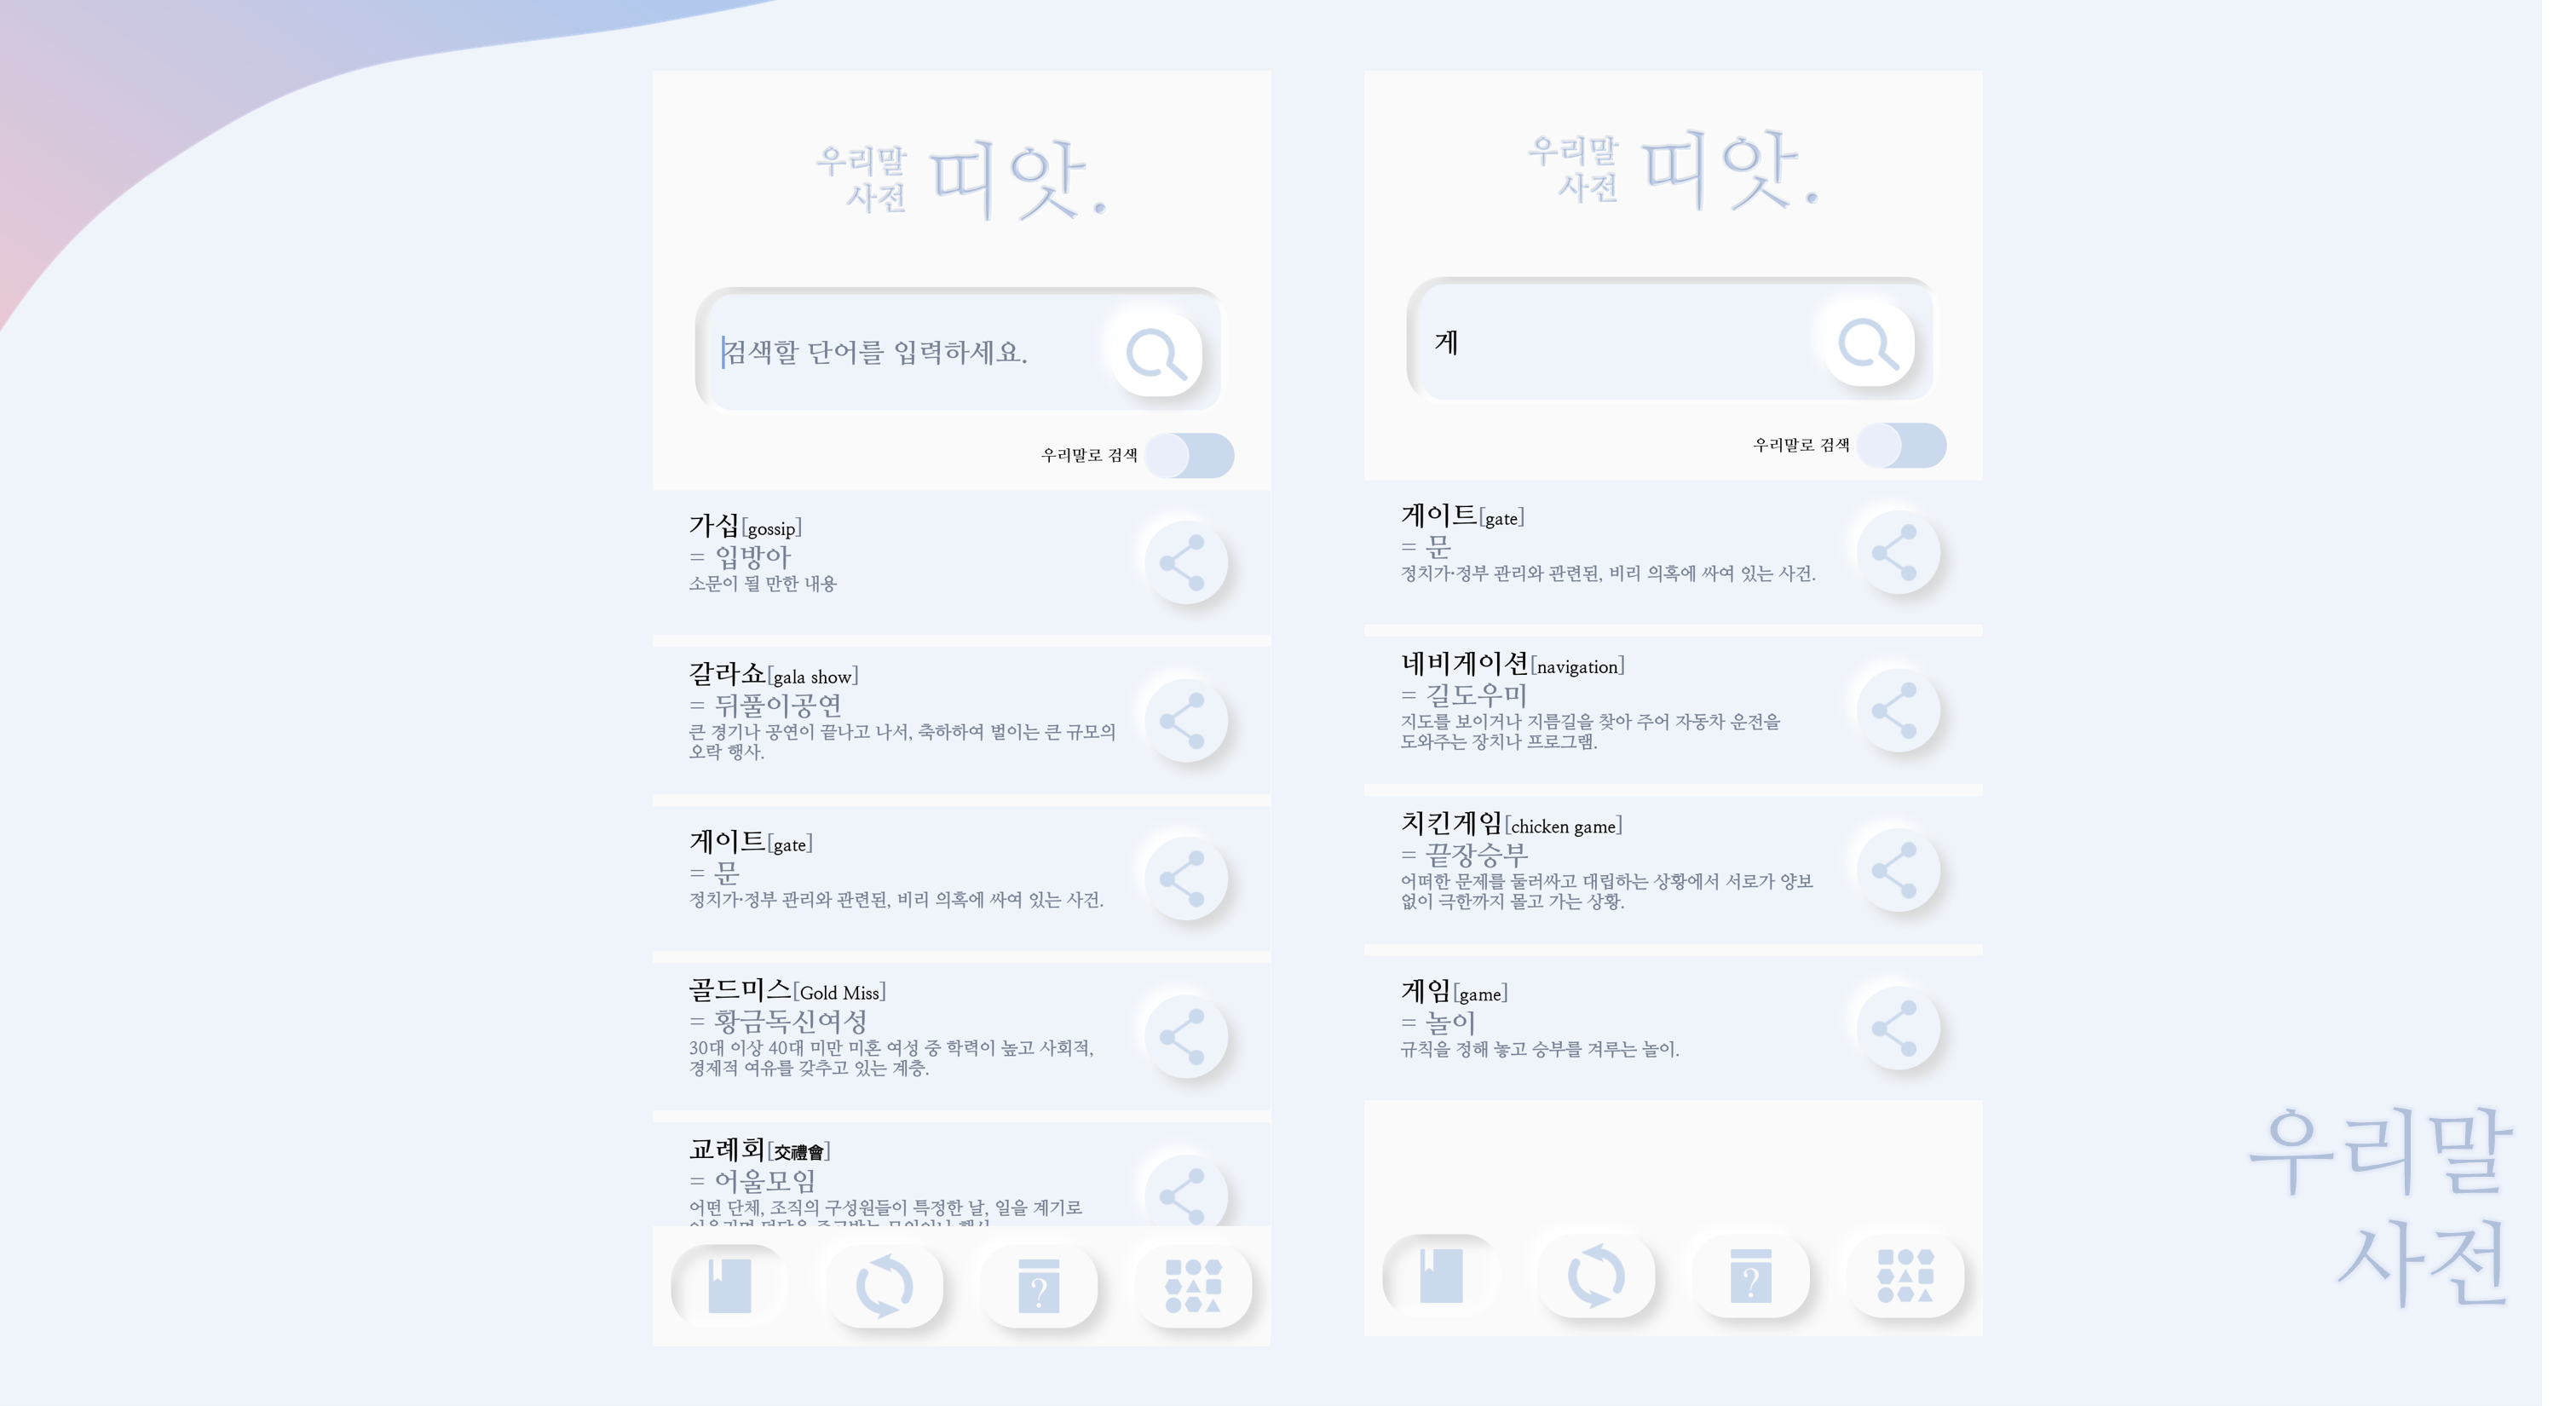 우리말
사전
띠앗.
검색할 단어를 입력하세요.
우리말로 검색
가십[gossip]
= 입방아
소문이 될 만한 내용
갈라쇼[gala show]
= 뒤풀이공연
큰 경기나 공연이 끝나고 나서, 축하하여 벌이는 큰 규모의
오락 행사.
게이트[gate]
= 문
정치가·정부 관리와 관련된, 비리 의혹에 싸여 있는 사건.
골드미스[Gold Miss]
= 황금독신여성
30대 이상 40대 미만 미혼 여성 중 학력이 높고 사회적,
경제적 여유를 갖추고 있는 계층.
교례회[交禮會]
= 어울모임
어떤 단체, 조직의 구성원들이 특정한 날, 일을 계기로
우리말
사전
띠앗.
게
우리말로 검색
게이트[gate]
= 문
정치가·정부 관리와 관련된, 비리 의혹에 싸여 있는 사건.
네비게이션[navigation]
= 길도우미
지도를 보이거나 지름길을 찾아 주어 자동차 운전을
도와주는 장치나 프로그램.
치킨게임[chicken game]
= 끝장승부
어떠한 문제를 둘러싸고 대립하는 상황에서 서로가 양보
없이 극한까지 몰고 가는 상황.
게임[game]
= 놀이
규칙을 정해 놓고 승부를 겨루는 놀이.
?
?
우리말
사전